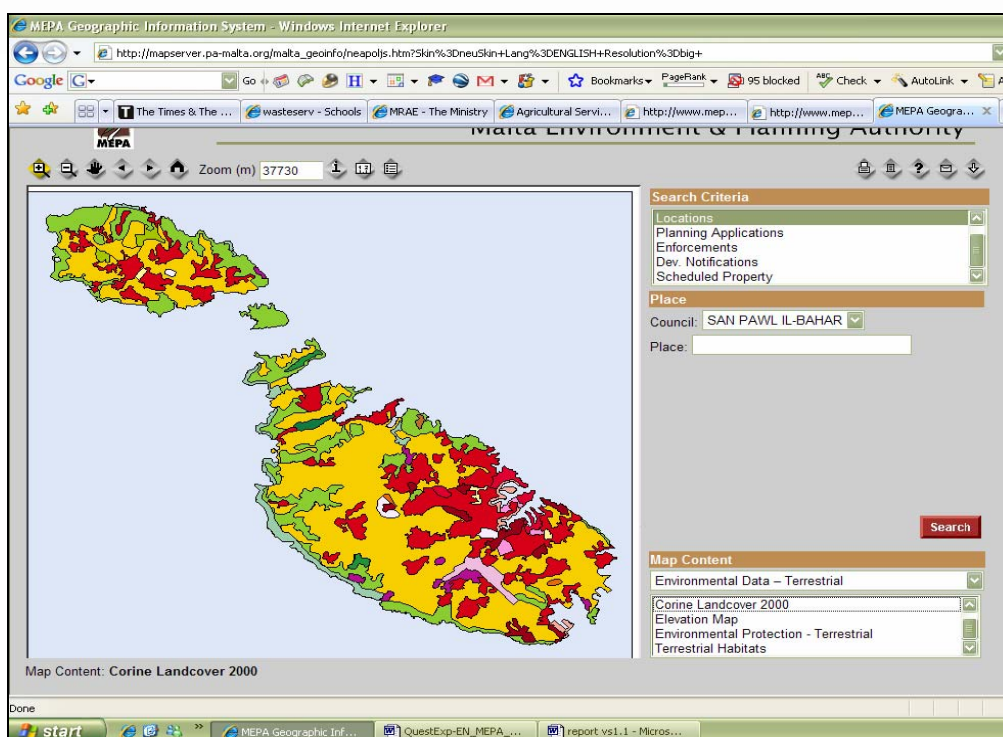 MEPA Geographic Information System - Windows Internet Explorer
http://mapserver.pa-malta.org/malta_geoinfo/neapoljs.htm?Skin%3DneuSkin+Lang%3DENGLISH+Resolution%3Dbig+
Google G Go H M Bookmarks PageRank 95 blocked ABC Check AutoLink
The Times & The ... wasteserv - Schools MRAE - The Ministry Agricultural Servi... http://www.mep... http://www.mep... MEPA Geogra... X
MEPA Malta Environment & Planning Authority
Zoom (m) 37730 i 1:1 ?
Search Criteria
Locations
Planning Applications
Enforcements
Dev. Notifications
Scheduled Property
Place
Council: SAN PAWL IL-BAHAR
Place:
Search
Map Content
Environmental Data – Terrestrial
Corine Landcover 2000
Elevation Map
Environmental Protection - Terrestrial
Terrestrial Habitats
Map Content: Corine Landcover 2000
Done
start » MEPA Geographic Inf... QuestExp-EN_MEPA_... report vs1.1 - Micros...